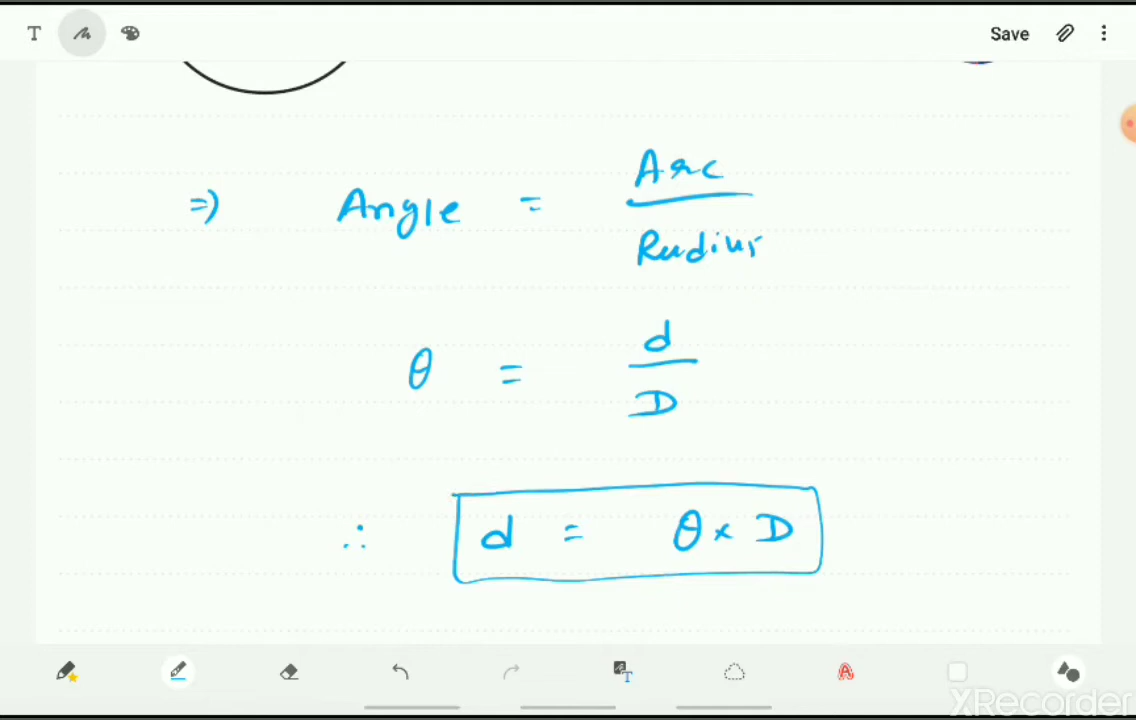 T Save
⇒ Angle = Arc / Radius
θ = d / D
∴ d = θ × D
T
A
XRecorder